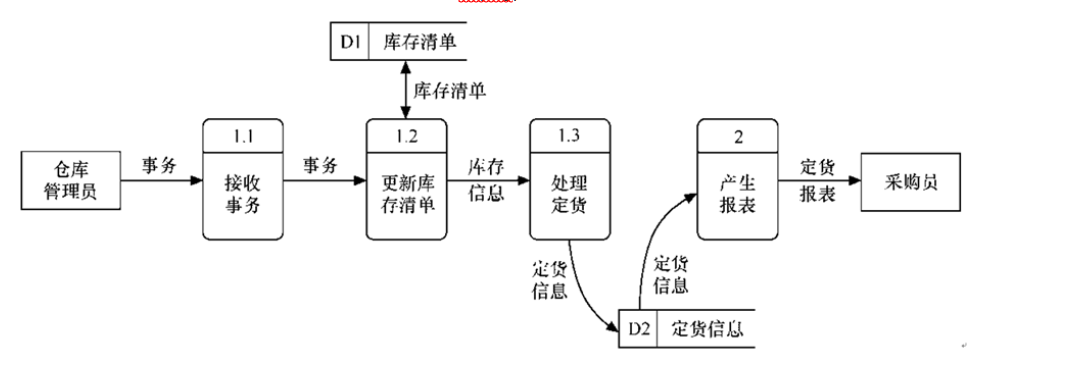 D1 库存清单
库存清单
1.1
1.2
1.3
2
仓库
管理员
事务
接收
事务
事务
更新库
存清单
库存
信息
处理
定货
产生
报表
定货
报表
采购员
定货
信息
定货
信息
D2 定货信息